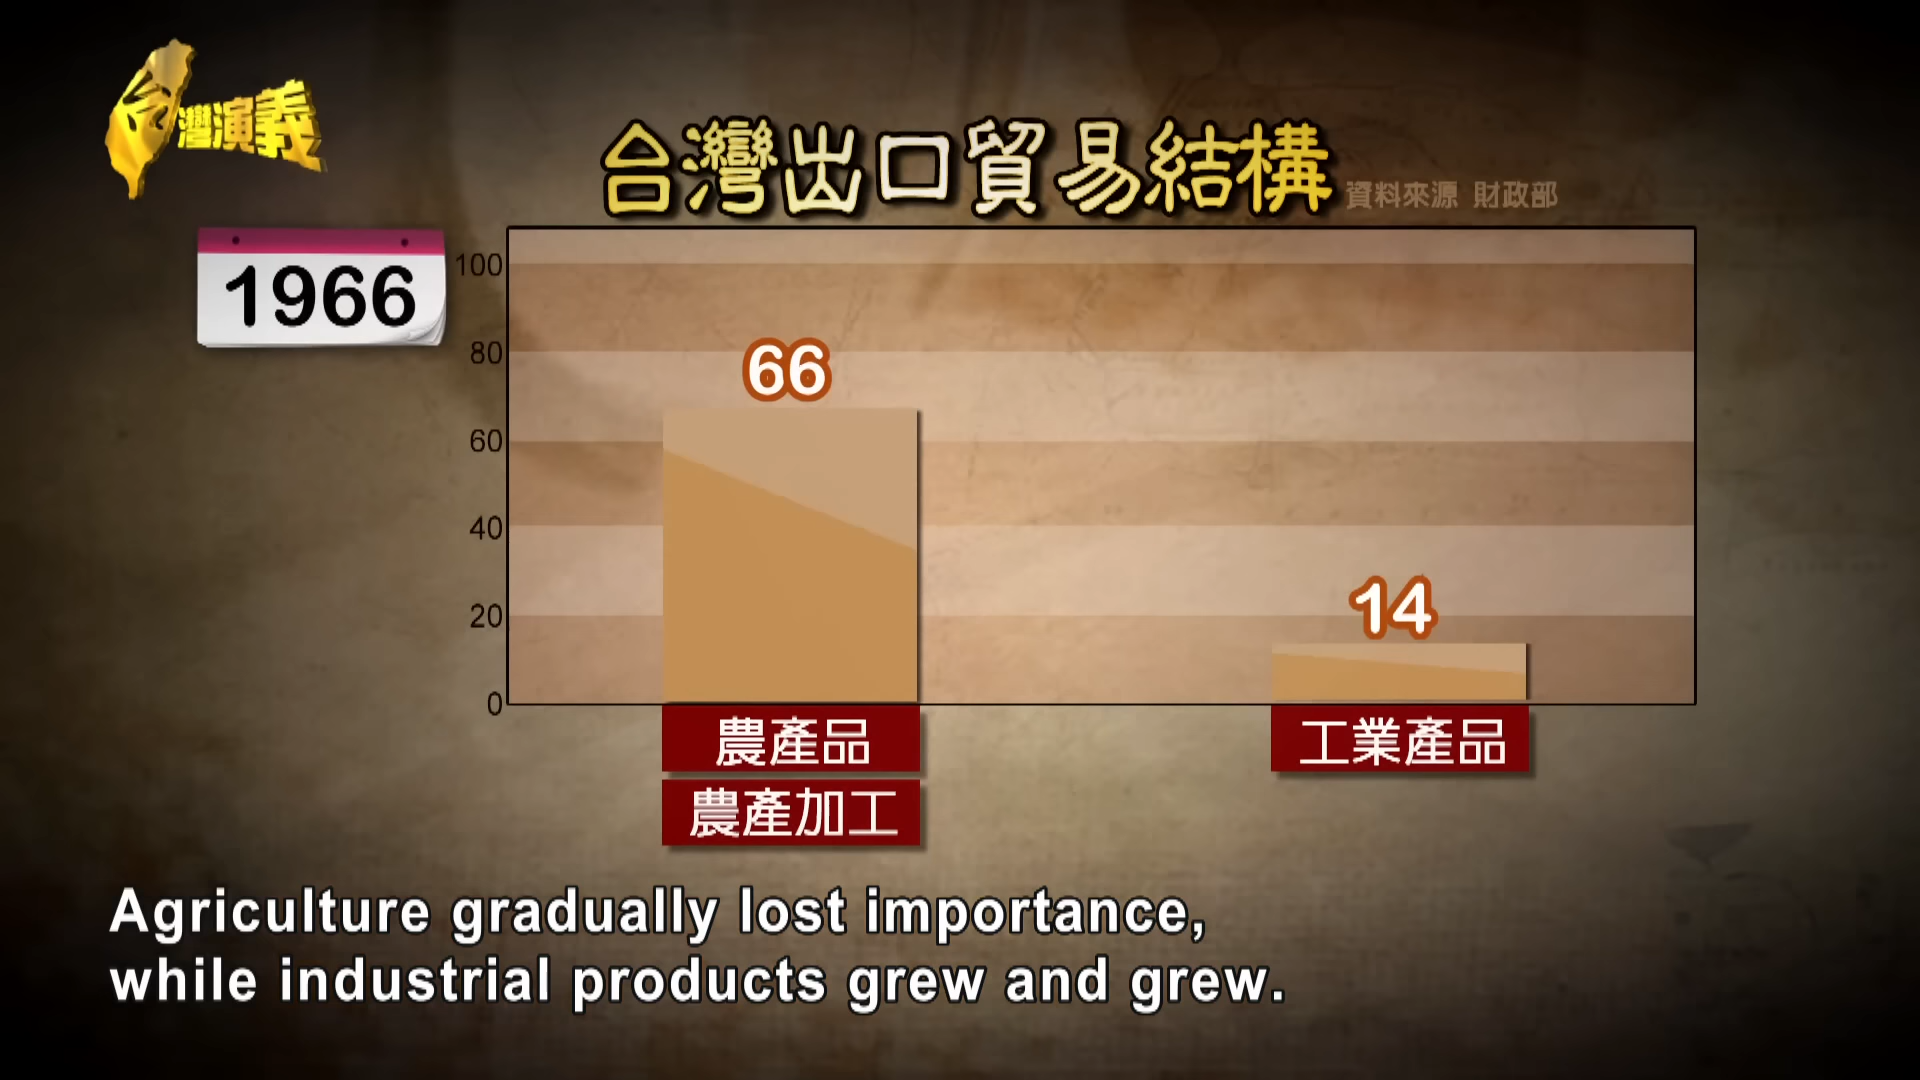 台灣演義
台灣出口貿易結構
資料來源 財政部
1966
100
80
60
40
20
0
66
14
農產品
農產加工
工業產品
Agriculture gradually lost importance,
while industrial products grew and grew.